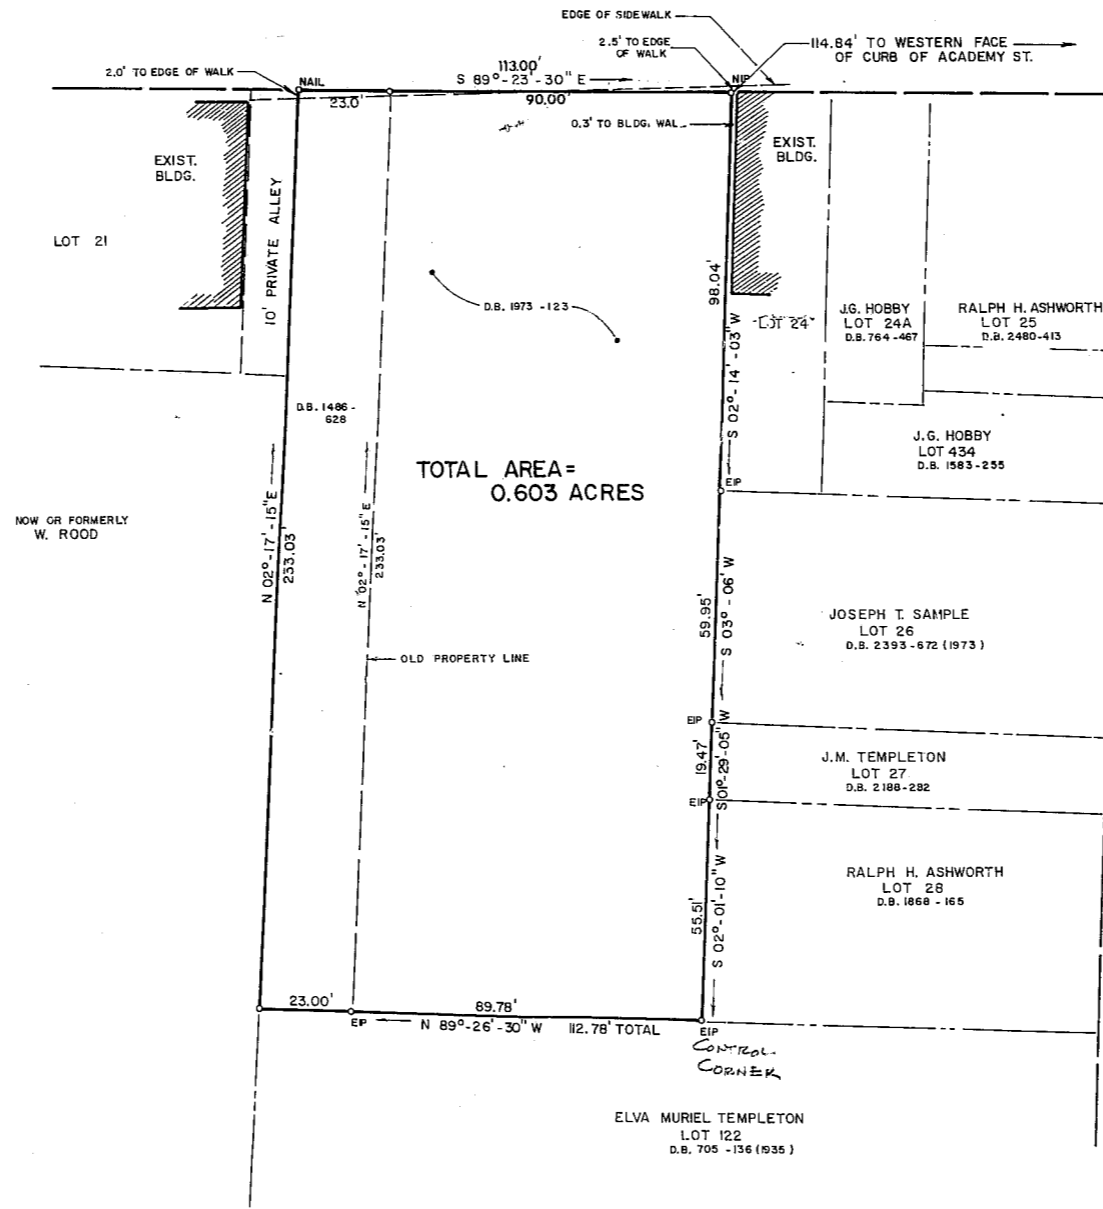 EDGE OF SIDEWALK
2.5' TO EDGE
OF WALK
114.84' TO WESTERN FACE
OF CURB OF ACADEMY ST.
2.0' TO EDGE OF WALK
NAIL
113.00'
S 89°-23'-30" E
NIP
23.0'
90.00'
0.3' TO BLDG. WAL
EXIST.
BLDG.
EXIST.
BLDG.
LOT 21
10' PRIVATE ALLEY
D.B. 1973 -123
98.04'
S 02°-14'-03" W
LOT 24
J.G. HOBBY
LOT 24A
D.B. 764-467
RALPH H. ASHWORTH
LOT 25
D.B. 2480-413
D.B. 1486-
628
J.G. HOBBY
LOT 434
D.B. 1583-255
TOTAL AREA=
0.603 ACRES
EIP
NOW OR FORMERLY
W. ROOD
N 02°-17'-15" E
233.03'
N 02°-17'-15" E
233.03'
59.95'
S 03°-06' W
JOSEPH T. SAMPLE
LOT 26
D.B. 2393-672 (1973)
OLD PROPERTY LINE
EIP
19.47'
S 01°-29'-05" W
J.M. TEMPLETON
LOT 27
D.B. 2188-282
EIP
55.51'
S 02°-01'-10" W
RALPH H. ASHWORTH
LOT 28
D.B. 1868 - 165
23.00'
89.78'
EIP
N 89°-26'-30" W
112.78' TOTAL
EIP
CONTROL
CORNER
ELVA MURIEL TEMPLETON
LOT 122
D.B. 705 -136 (1935)